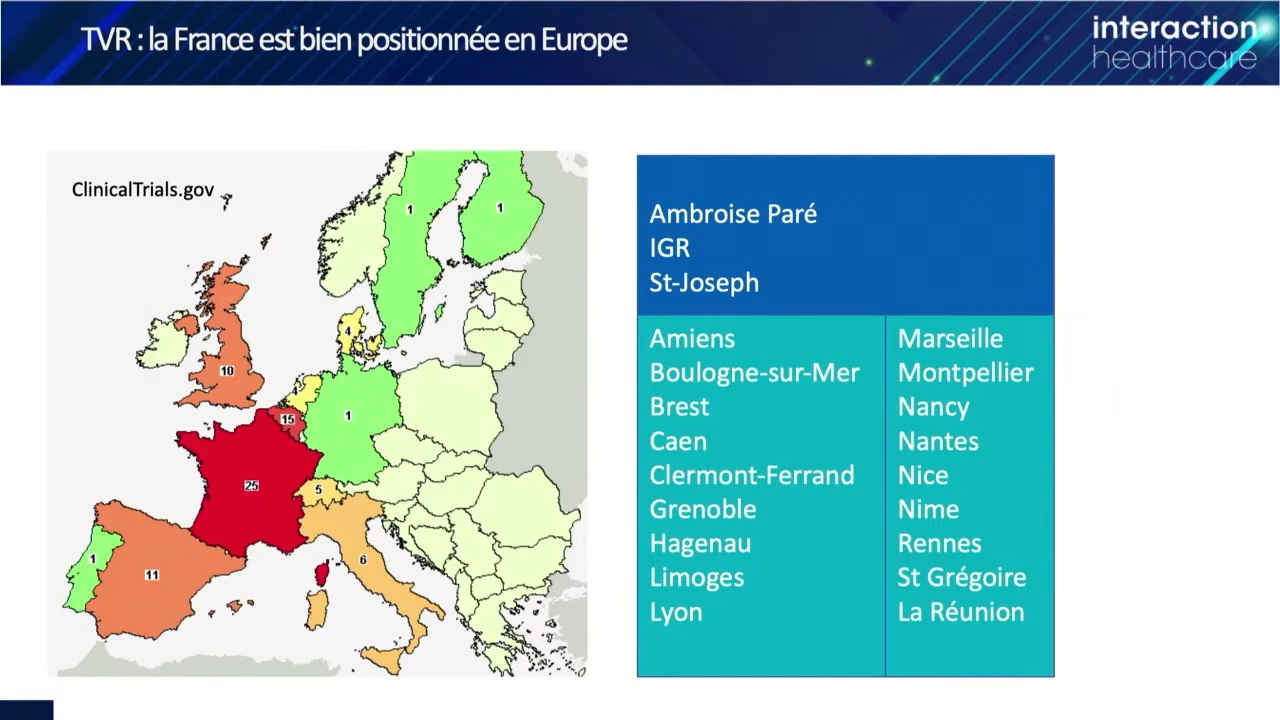 TVR : la France est bien positionnée en Europe
interaction
healthcare
ClinicalTrials.gov
1
1
4
10
4
15
1
25
5
1
11
6
Ambroise Paré
IGR
St-Joseph
Amiens
Boulogne-sur-Mer
Brest
Caen
Clermont-Ferrand
Grenoble
Hagenau
Limoges
Lyon
Marseille
Montpellier
Nancy
Nantes
Nice
Nime
Rennes
St Grégoire
La Réunion